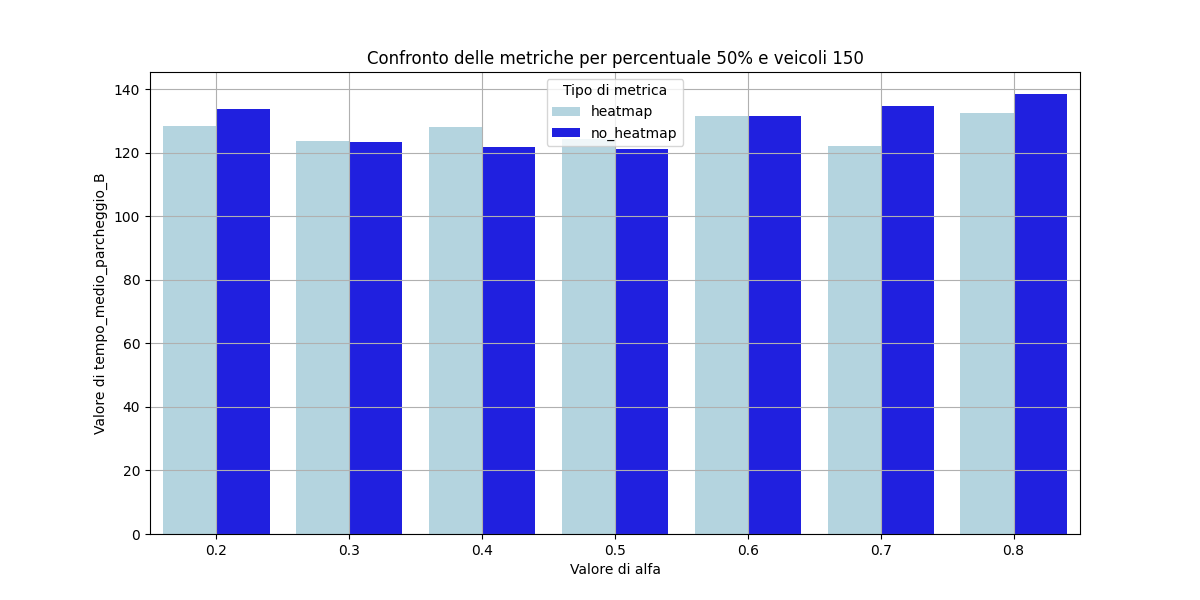 Confronto delle metriche per percentuale 50% e veicoli 150
Tipo di metrica
heatmap
no_heatmap
Valore di tempo_medio_parcheggio_B
140
120
100
80
60
40
20
0
0.2 0.3 0.4 0.5 0.6 0.7 0.8
Valore di alfa